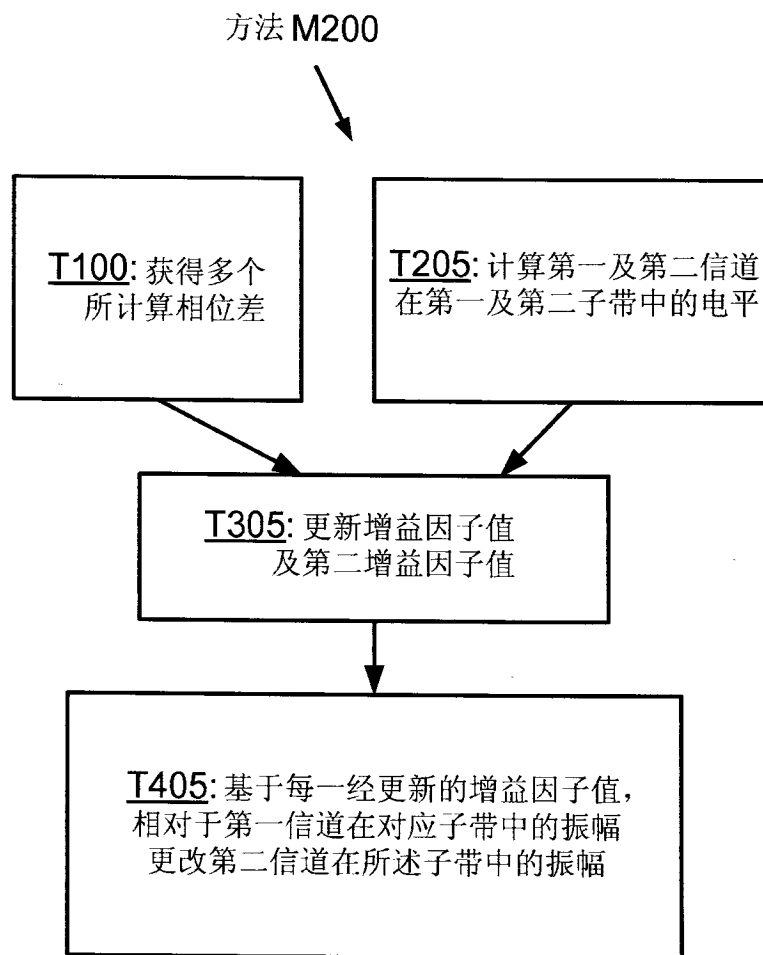 方法 M200
T100: 获得多个
所计算相位差
T205: 计算第一及第二信道
在第一及第二子带中的电平
T305: 更新增益因子值
及第二增益因子值
T405: 基于每一经更新的增益因子值，
相对于第一信道在对应子带中的振幅
更改第二信道在所述子带中的振幅